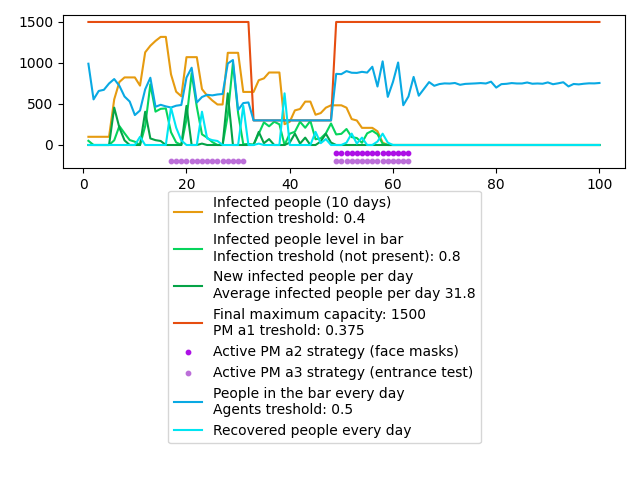 1500
1000
500
0
0 20 40 60 80 100
Infected people (10 days)
Infection treshold: 0.4
Infected people level in bar
Infection treshold (not present): 0.8
New infected people per day
Average infected people per day 31.8
Final maximum capacity: 1500
PM a1 treshold: 0.375
Active PM a2 strategy (face masks)
Active PM a3 strategy (entrance test)
People in the bar every day
Agents treshold: 0.5
Recovered people every day